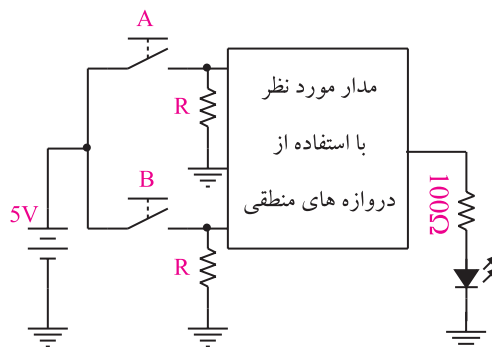 A
مدار مورد نظر
R
با استفاده از
B
دروازه های منطقی
100Ω
5V
R